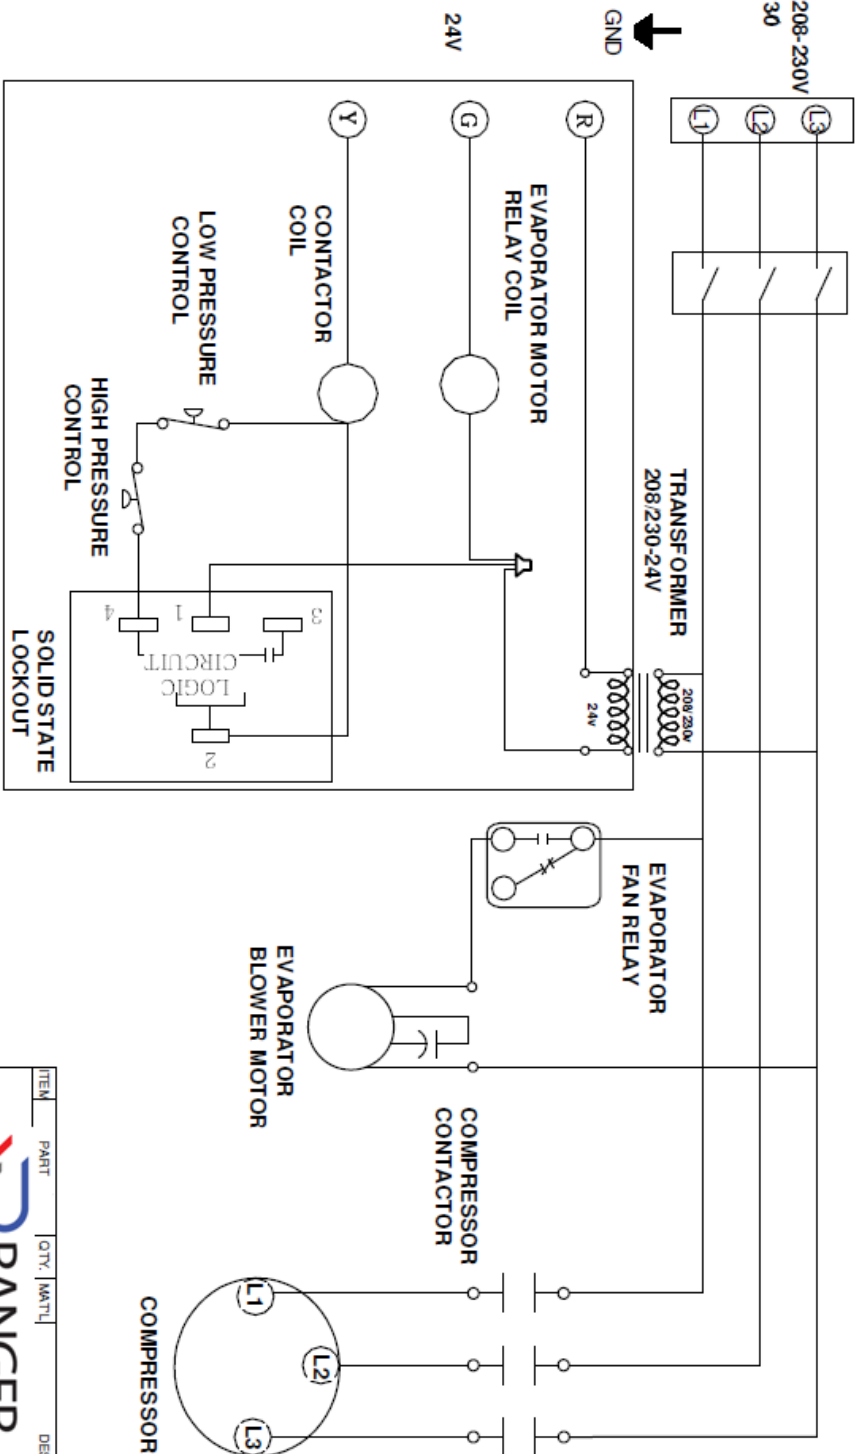 208-230V
30
GND
24V
L1
L2
L3
R
G
Y
EVAPORATOR MOTOR
RELAY COIL
CONTACTOR
COIL
LOW PRESSURE
CONTROL
HIGH PRESSURE
CONTROL
TRANSFORMER
208/230-24V
208/230v
24v
SOLID STATE
LOCKOUT
4
1
3
LOGIC
CIRCUIT
2
EVAPORATOR
FAN RELAY
EVAPORATOR
BLOWER MOTOR
COMPRESSOR
CONTACTOR
COMPRESSOR
L1
L2
L3
ITEM
PART
QTY.
MAT'L
RANGER